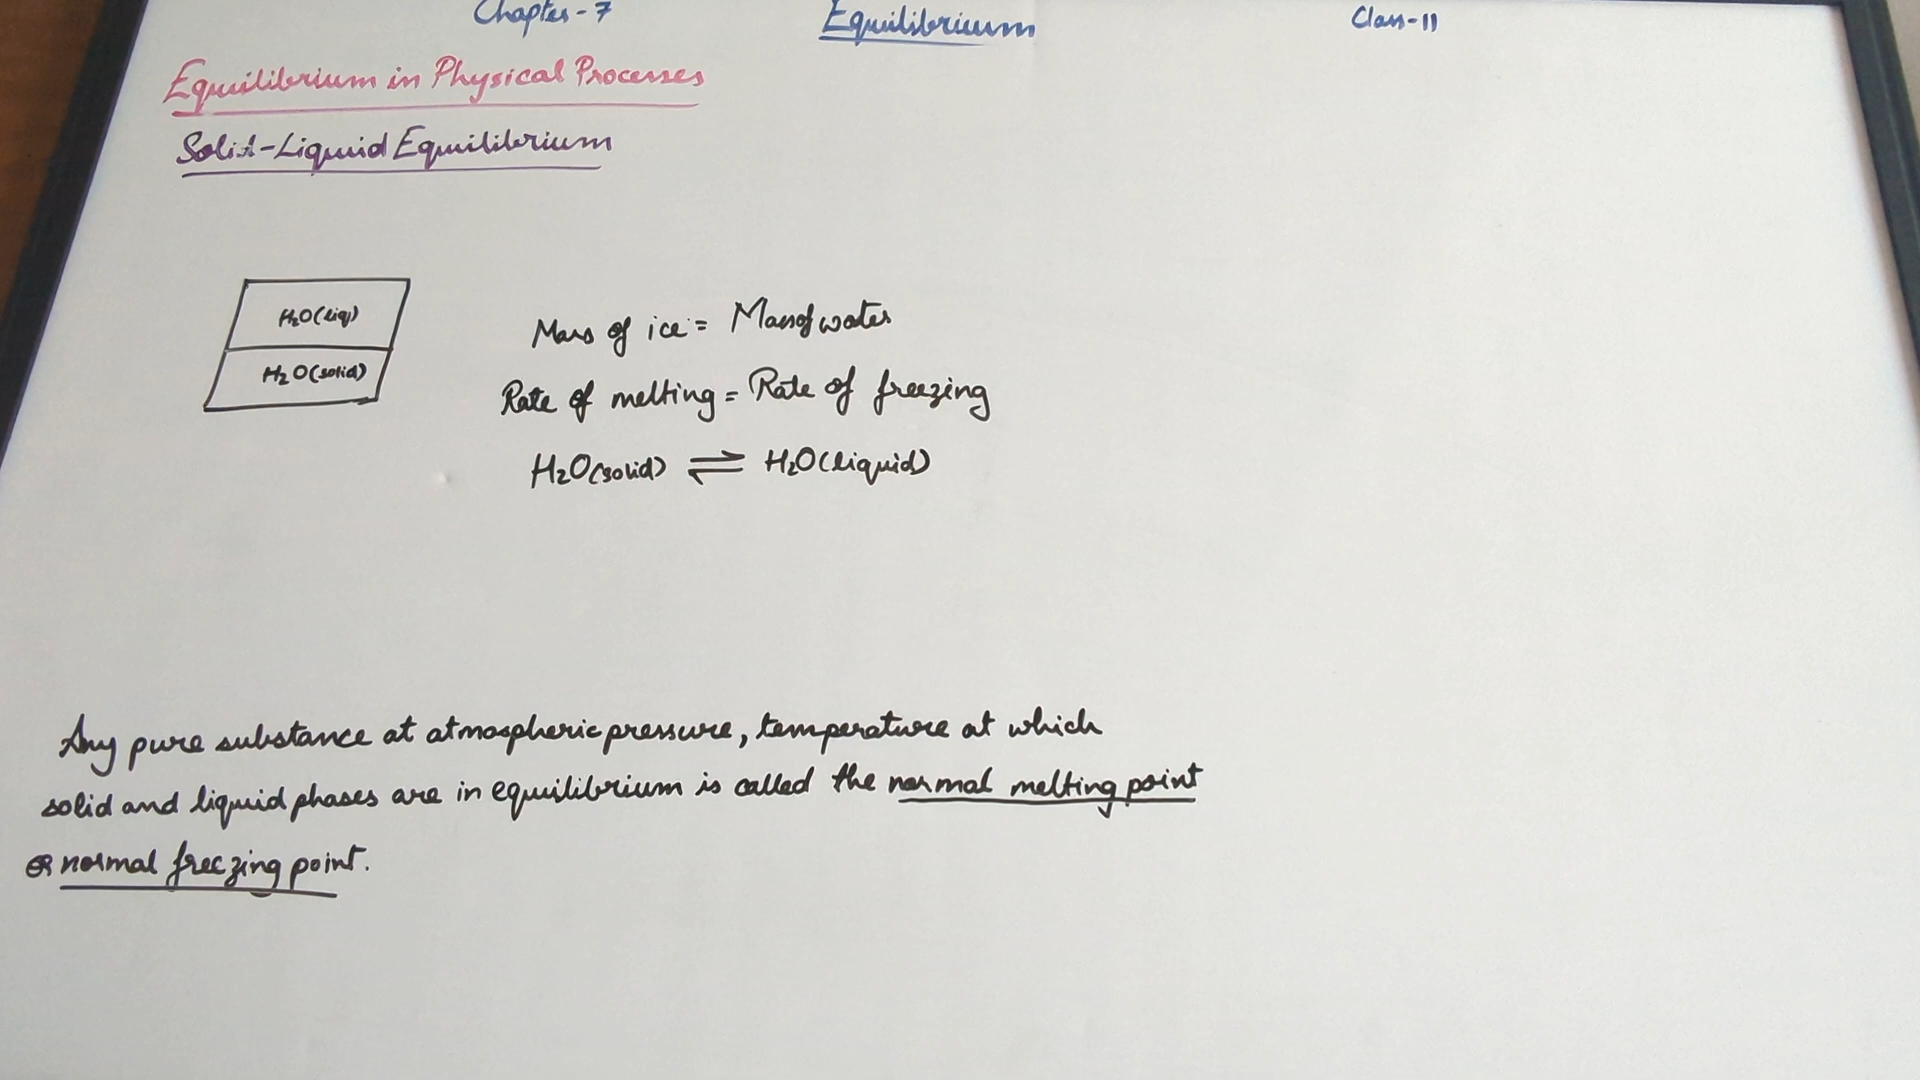 Chapter-7 Equilibrium Class-11
Equilibrium in Physical Processes
Solid-Liquid Equilibrium
H₂O(liq)
H₂O(solid)
Mass of ice = Mass of water
Rate of melting = Rate of freezing
H₂O(solid) ⇌ H₂O(liquid)
Any pure substance at atmospheric pressure, temperature at which
solid and liquid phases are in equilibrium is called the normal melting point
or normal freezing point.